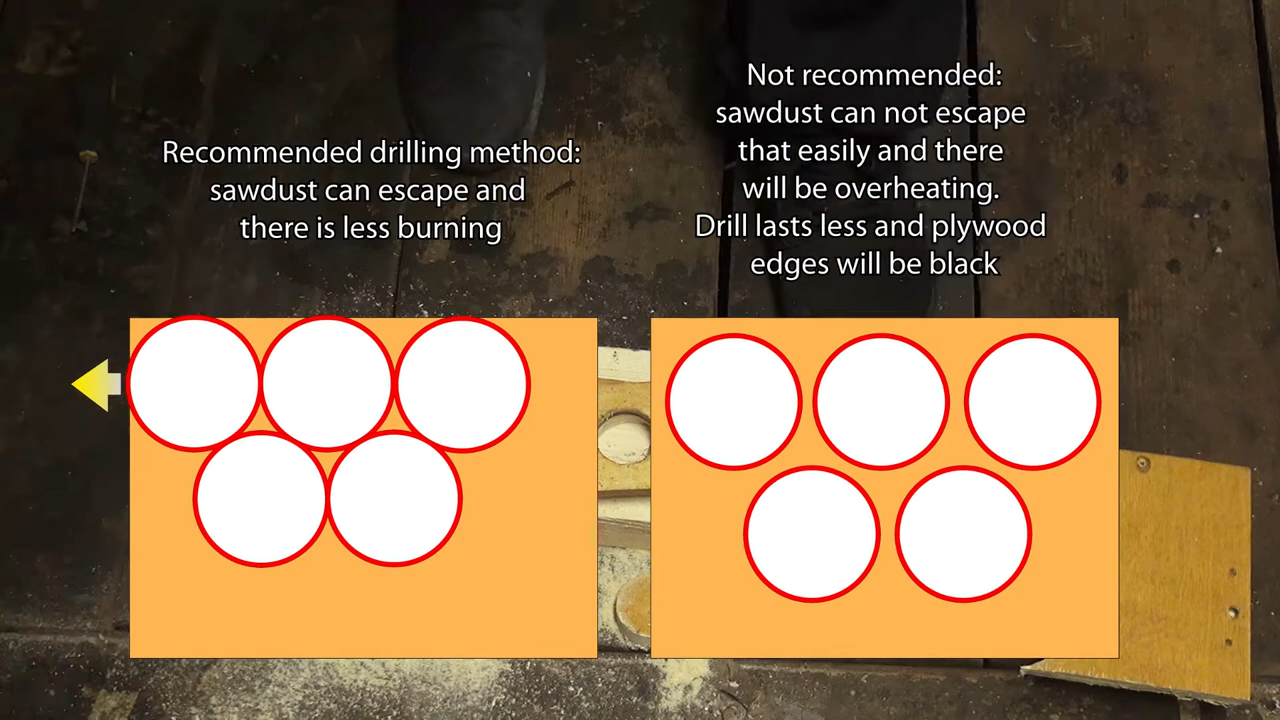 Recommended drilling method:
sawdust can escape and
there is less burning
Not recommended:
sawdust can not escape
that easily and there
will be overheating.
Drill lasts less and plywood
edges will be black